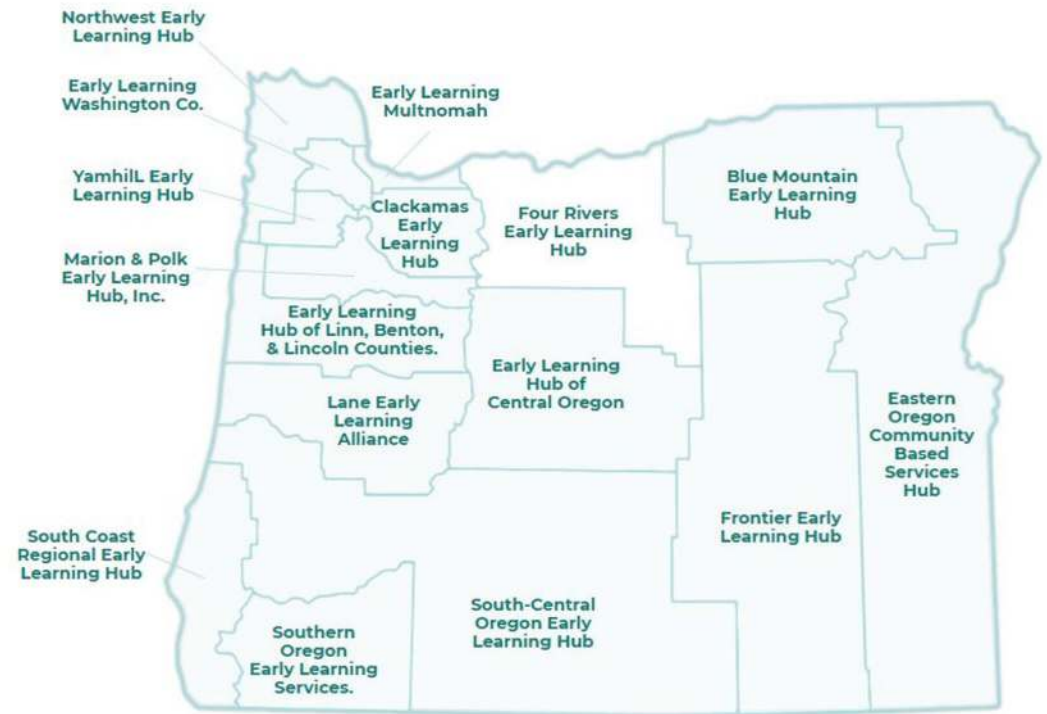 Northwest Early
Learning Hub
Early Learning
Washington Co.
Early Learning
Multnomah
YamhilL Early
Learning Hub
Clackamas
Early
Learning
Hub
Four Rivers
Early Learning
Hub
Blue Mountain
Early Learning
Hub
Marion & Polk
Early Learning
Hub, Inc.
Early Learning
Hub of Linn, Benton,
& Lincoln Counties.
Early Learning
Hub of
Central Oregon
Lane Early
Learning
Alliance
Eastern
Oregon
Community
Based
Services
Hub
Frontier Early
Learning Hub
South Coast
Regional Early
Learning Hub
South-Central
Oregon Early
Learning Hub
Southern
Oregon
Early Learning
Services.